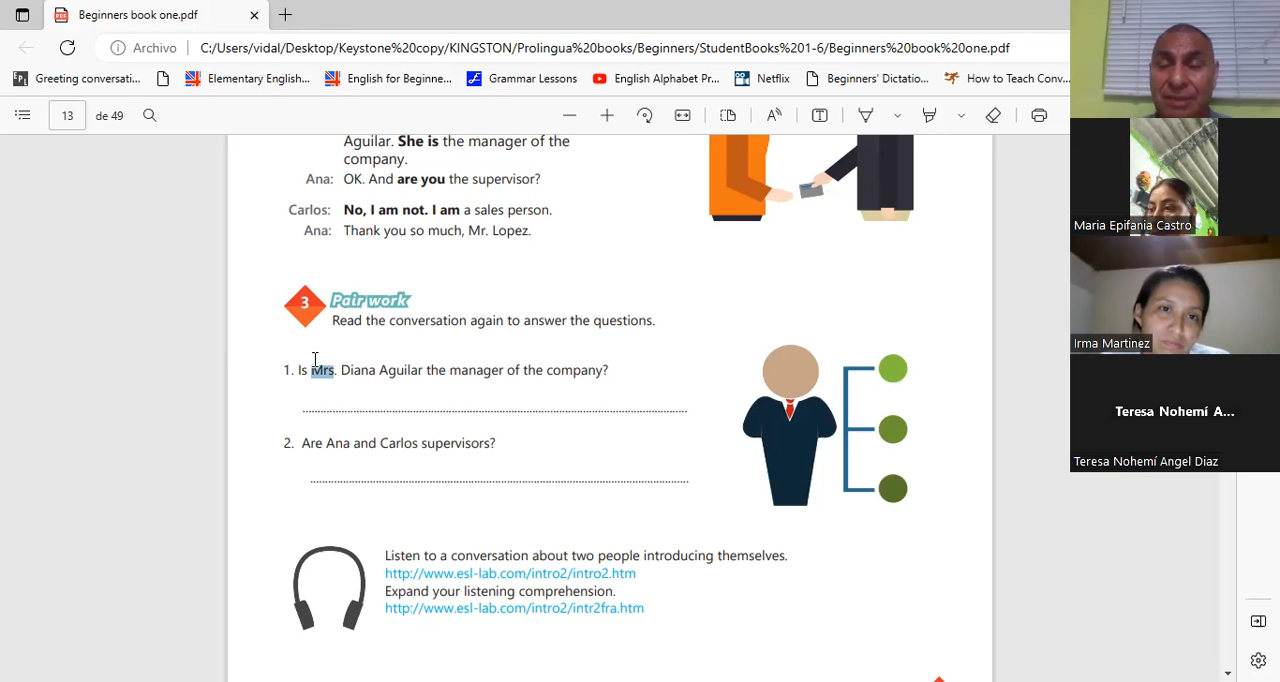 Beginners book one.pdf
Archivo C:/Users/vidal/Desktop/Keystone%20copy/KINGSTON/Prolingua%20books/Beginners/StudentBooks%201-6/Beginners%20book%20one.pdf
Greeting conversati... Elementary English... English for Beginne... Grammar Lessons English Alphabet Pr... Netflix Beginners' Dictatio... How to Teach Conv...
13 de 49
Aguilar. She is the manager of the
company.
Ana: OK. And are you the supervisor?
Carlos: No, I am not. I am a sales person.
Ana: Thank you so much, Mr. Lopez.
3 Pair work
Read the conversation again to answer the questions.
1. Is Mrs. Diana Aguilar the manager of the company?
2. Are Ana and Carlos supervisors?
Listen to a conversation about two people introducing themselves.
http://www.esl-lab.com/intro2/intro2.htm
Expand your listening comprehension.
http://www.esl-lab.com/intro2/intr2fra.htm
Maria Epifania Castro
Irma Martinez
Teresa Nohemí A...
Teresa Nohemí Angel Diaz